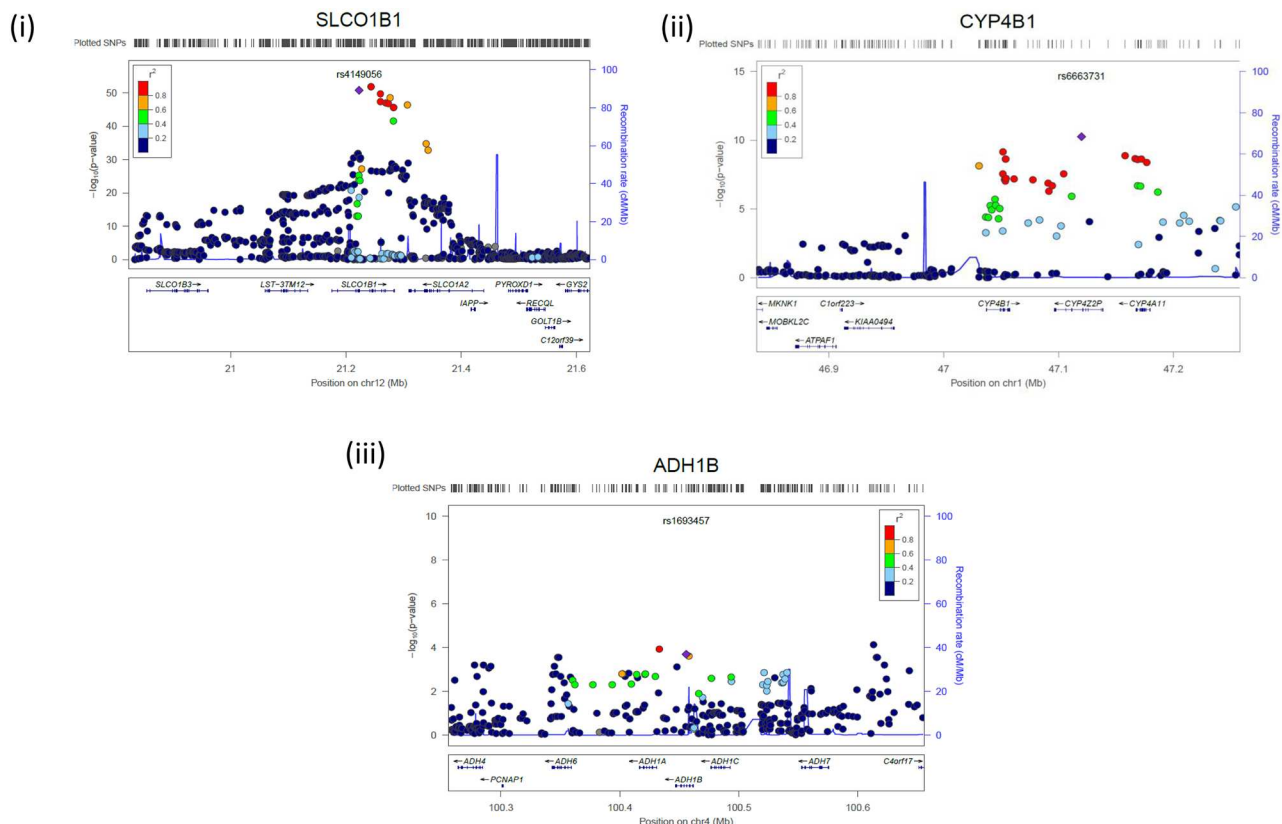 (i)
SLCO1B1
Plotted SNPs
r²
0.8
0.6
0.4
0.2
rs4149056
50
40
30
20
10
0
−log₁₀(p−value)
100
80
60
40
20
0
Recombination rate (cM/Mb)
SLCO1B3→
LST−3TM12→
SLCO1B1→
←SLCO1A2
PYROXD1→
←GYS2
IAPP→
←RECQL
GOLT1B→
C12orf39→
21
21.2
21.4
21.6
Position on chr12 (Mb)
(ii)
CYP4B1
Plotted SNPs
r²
0.8
0.6
0.4
0.2
rs6663731
15
10
5
0
−log₁₀(p−value)
100
80
60
40
20
0
Recombination rate (cM/Mb)
←MKNK1
C1orf223→
CYP4B1→
←CYP4Z2P
←CYP4A11
←MOBKL2C
←KIAA0494
←ATPAF1
46.9
47
47.1
47.2
Position on chr1 (Mb)
(iii)
ADH1B
Plotted SNPs
rs1693457
r²
0.8
0.6
0.4
0.2
10
8
6
4
2
0
−log₁₀(p−value)
100
80
60
40
20
0
Recombination rate (cM/Mb)
←ADH4
←ADH6
←ADH1A
←ADH1C
←ADH7
C4orf17→
←PCNAP1
←ADH1B
100.3
100.4
100.5
100.6
Position on chr4 (Mb)